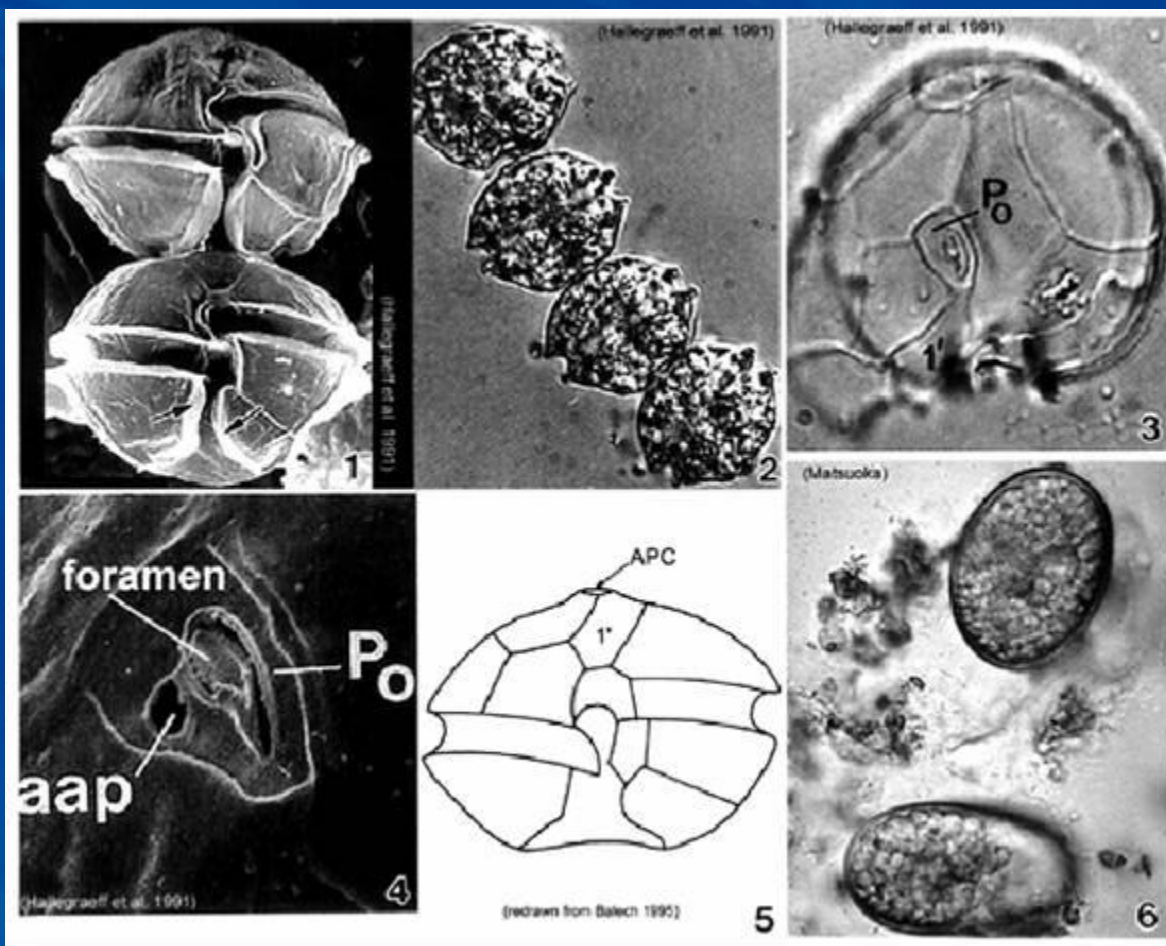 (Hallegraeff et al. 1991)
1
(Hallegraeff et al. 1991)
2
(Hallegraeff et al. 1991)
Po
1'
3
foramen
Po
aap
(Hallegraeff et al. 1991)
4
APC
1'
(redrawn from Balech 1995)
5
(Matsuoka)
6